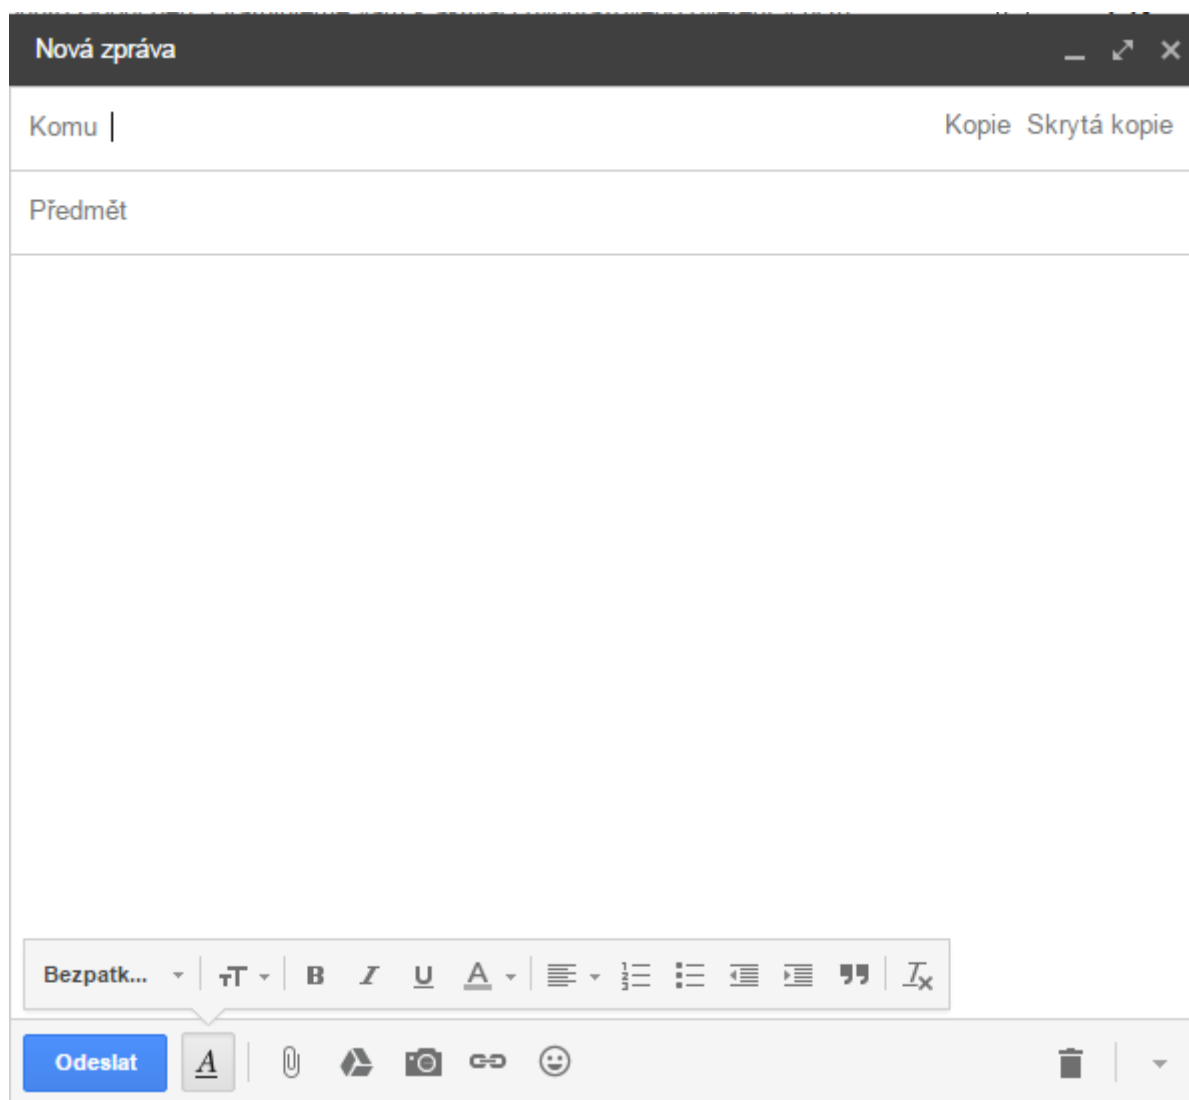 Nová zpráva
Komu Kopie Skrytá kopie
Předmět
Bezpatk...
Odeslat